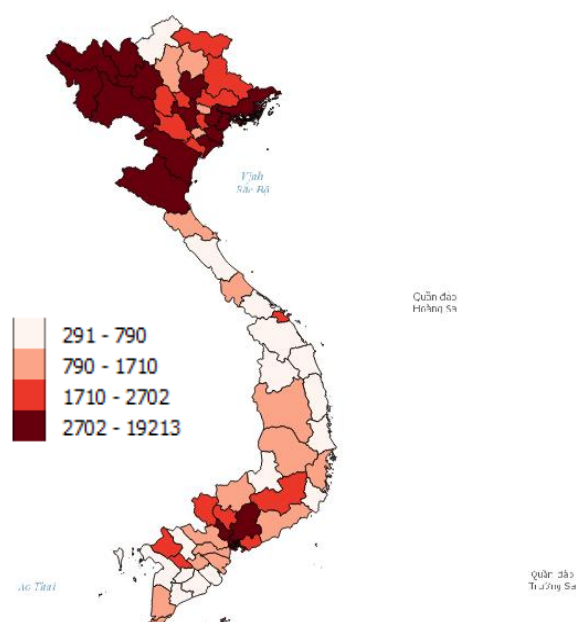 Vịnh
Bắc Bộ
Quần đảo
Hoàng Sa
291 - 790
790 - 1710
1710 - 2702
2702 - 19213
Quần đảo
Trường Sa